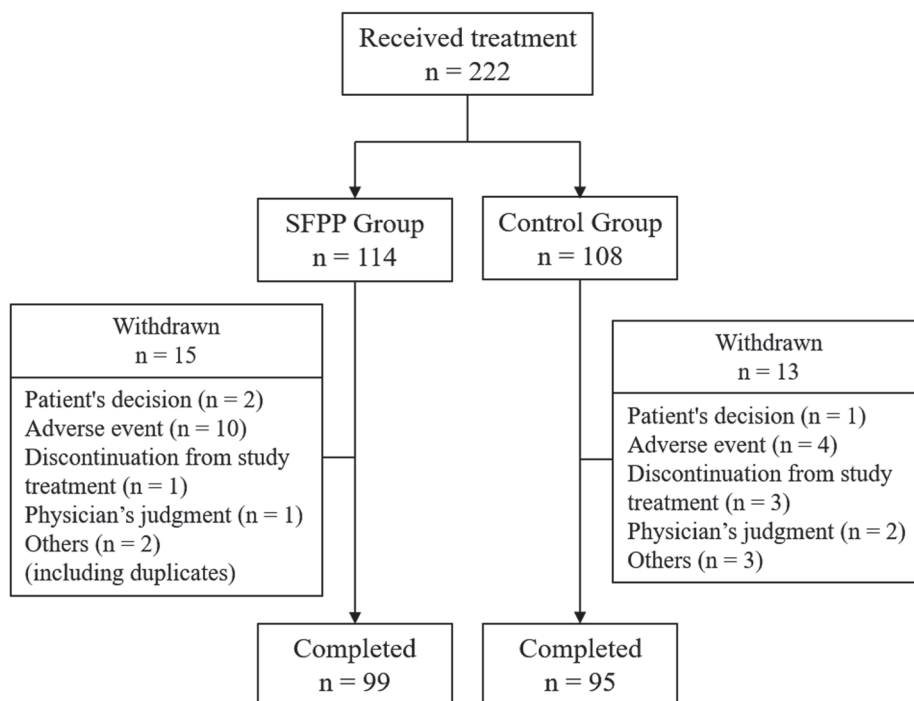 Received treatment
n = 222
SFPP Group
n = 114
Control Group
n = 108
Withdrawn
n = 15
Patient's decision (n = 2)
Adverse event (n = 10)
Discontinuation from study
treatment (n = 1)
Physician’s judgment (n = 1)
Others (n = 2)
(including duplicates)
Withdrawn
n = 13
Patient's decision (n = 1)
Adverse event (n = 4)
Discontinuation from study
treatment (n = 3)
Physician’s judgment (n = 2)
Others (n = 3)
Completed
n = 99
Completed
n = 95